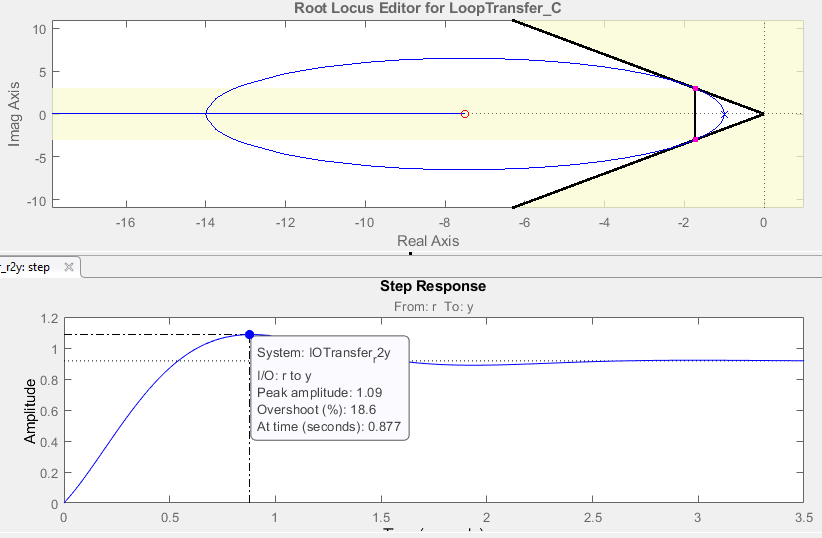 Root Locus Editor for LoopTransfer_C
10
5
0
-5
-10
Imag Axis
-16 -14 -12 -10 -8 -6 -4 -2 0
Real Axis
_r2y: step
Step Response
From: r To: y
1.2
1
0.8
0.6
0.4
0.2
0
Amplitude
System: IOTransfer_r2y
I/O: r to y
Peak amplitude: 1.09
Overshoot (%): 18.6
At time (seconds): 0.877
0 0.5 1 1.5 2 2.5 3 3.5